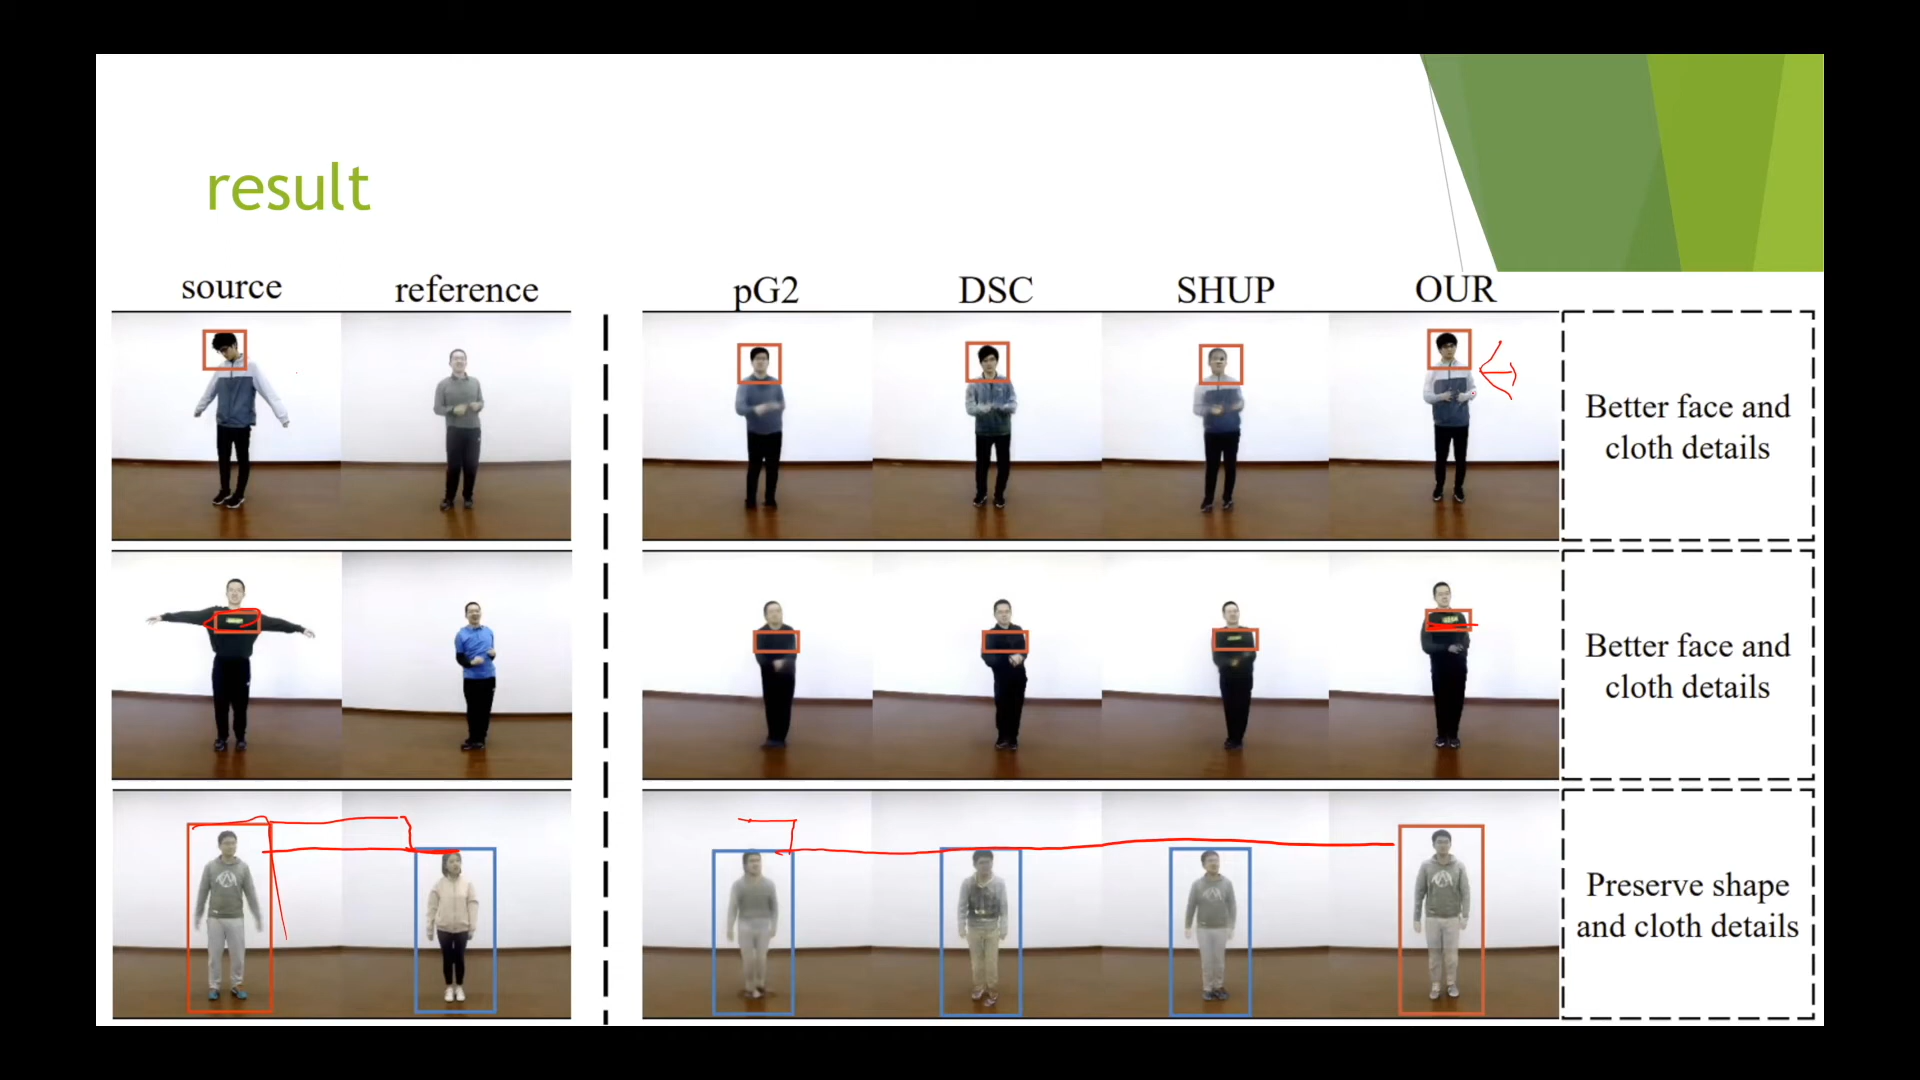 result
source reference pG2 DSC SHUP OUR
Better face and
cloth details
Better face and
cloth details
Preserve shape
and cloth details